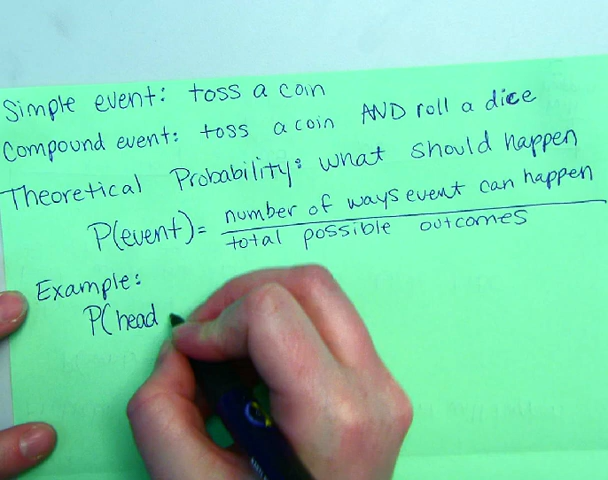 Simple event: toss a coin
Compound event: toss a coin AND roll a dice
Theoretical Probability: what should happen
P(event) = number of ways event can happen
total possible outcomes
Example:
P(head